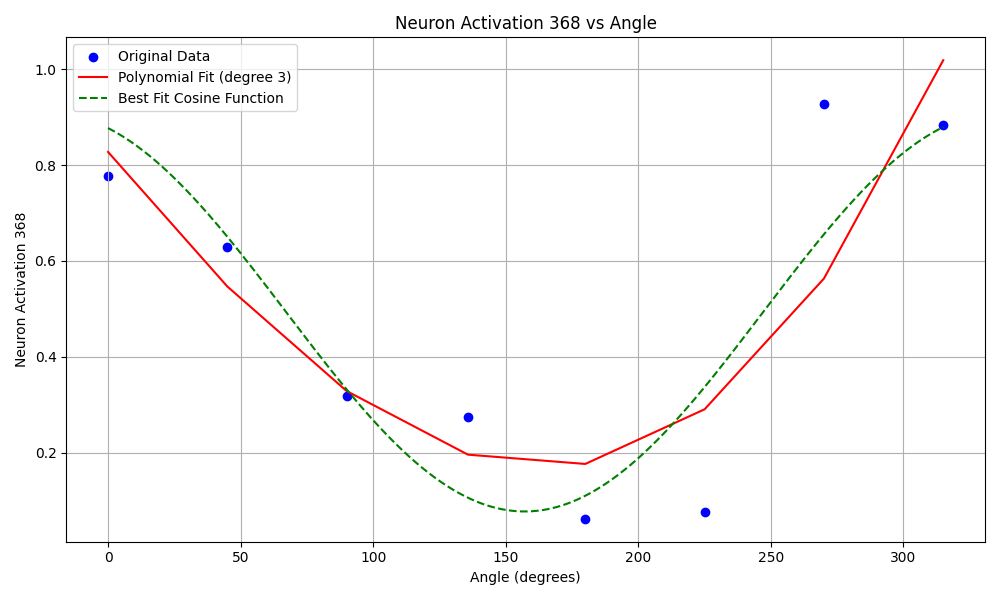 Neuron Activation 368 vs Angle
Original Data
Polynomial Fit (degree 3)
Best Fit Cosine Function
Neuron Activation 368
1.0
0.8
0.6
0.4
0.2
0
50
100
150
200
250
300
Angle (degrees)